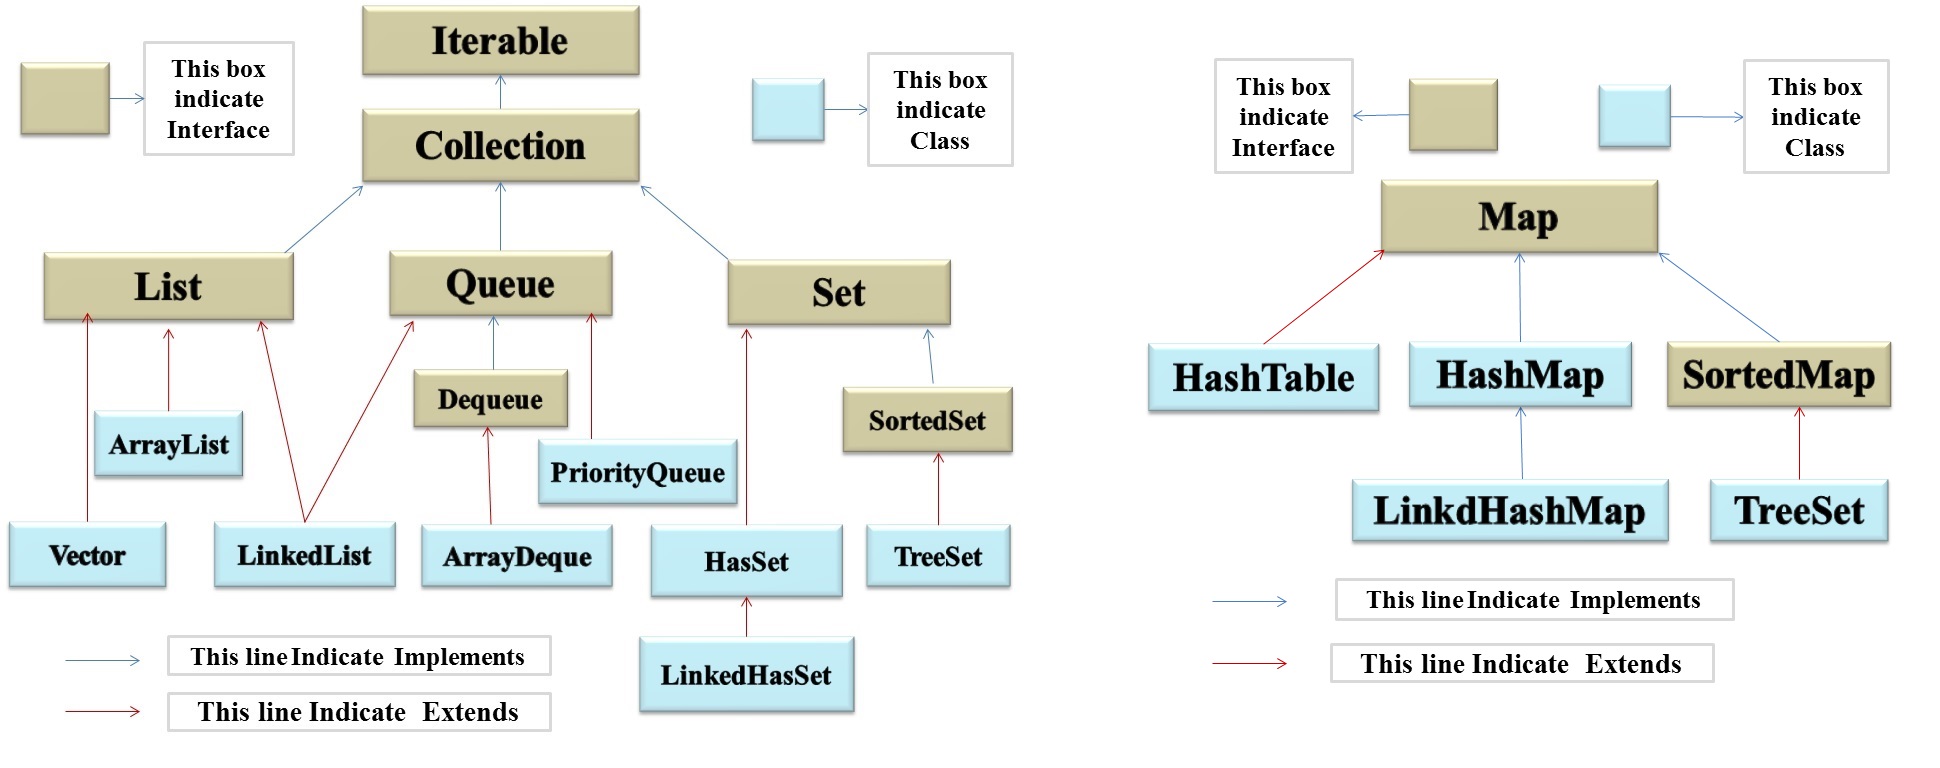 Iterable
This box
indicate
Interface
This box
indicate
Class
Collection
List
Queue
Set
Dequeue
SortedSet
ArrayList
PriorityQueue
Vector
LinkedList
ArrayDeque
HasSet
TreeSet
LinkedHasSet
This line Indicate Implements
This line Indicate Extends
This box
indicate
Interface
This box
indicate
Class
Map
HashTable
HashMap
SortedMap
LinkdHashMap
TreeSet
This line Indicate Implements
This line Indicate Extends